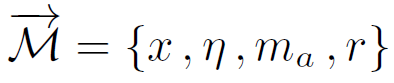 $\overrightarrow{\mathcal{M}} = \{x\,, \eta\,, m_a\,, r\}$